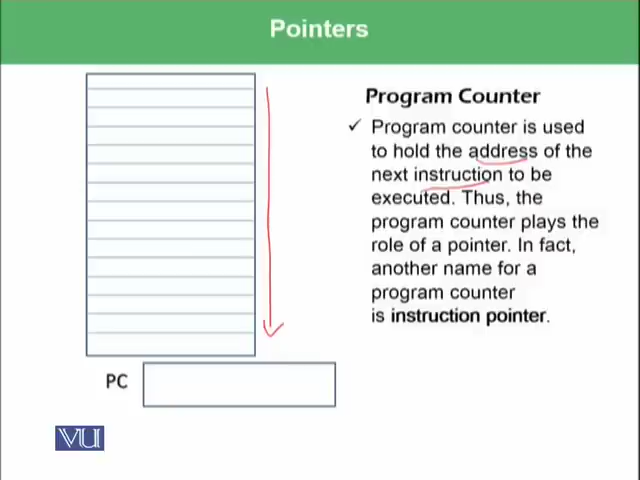 Pointers
Program Counter
✓ Program counter is used
to hold the address of the
next instruction to be
executed. Thus, the
program counter plays the
role of a pointer. In fact,
another name for a
program counter
is instruction pointer.
PC
VU